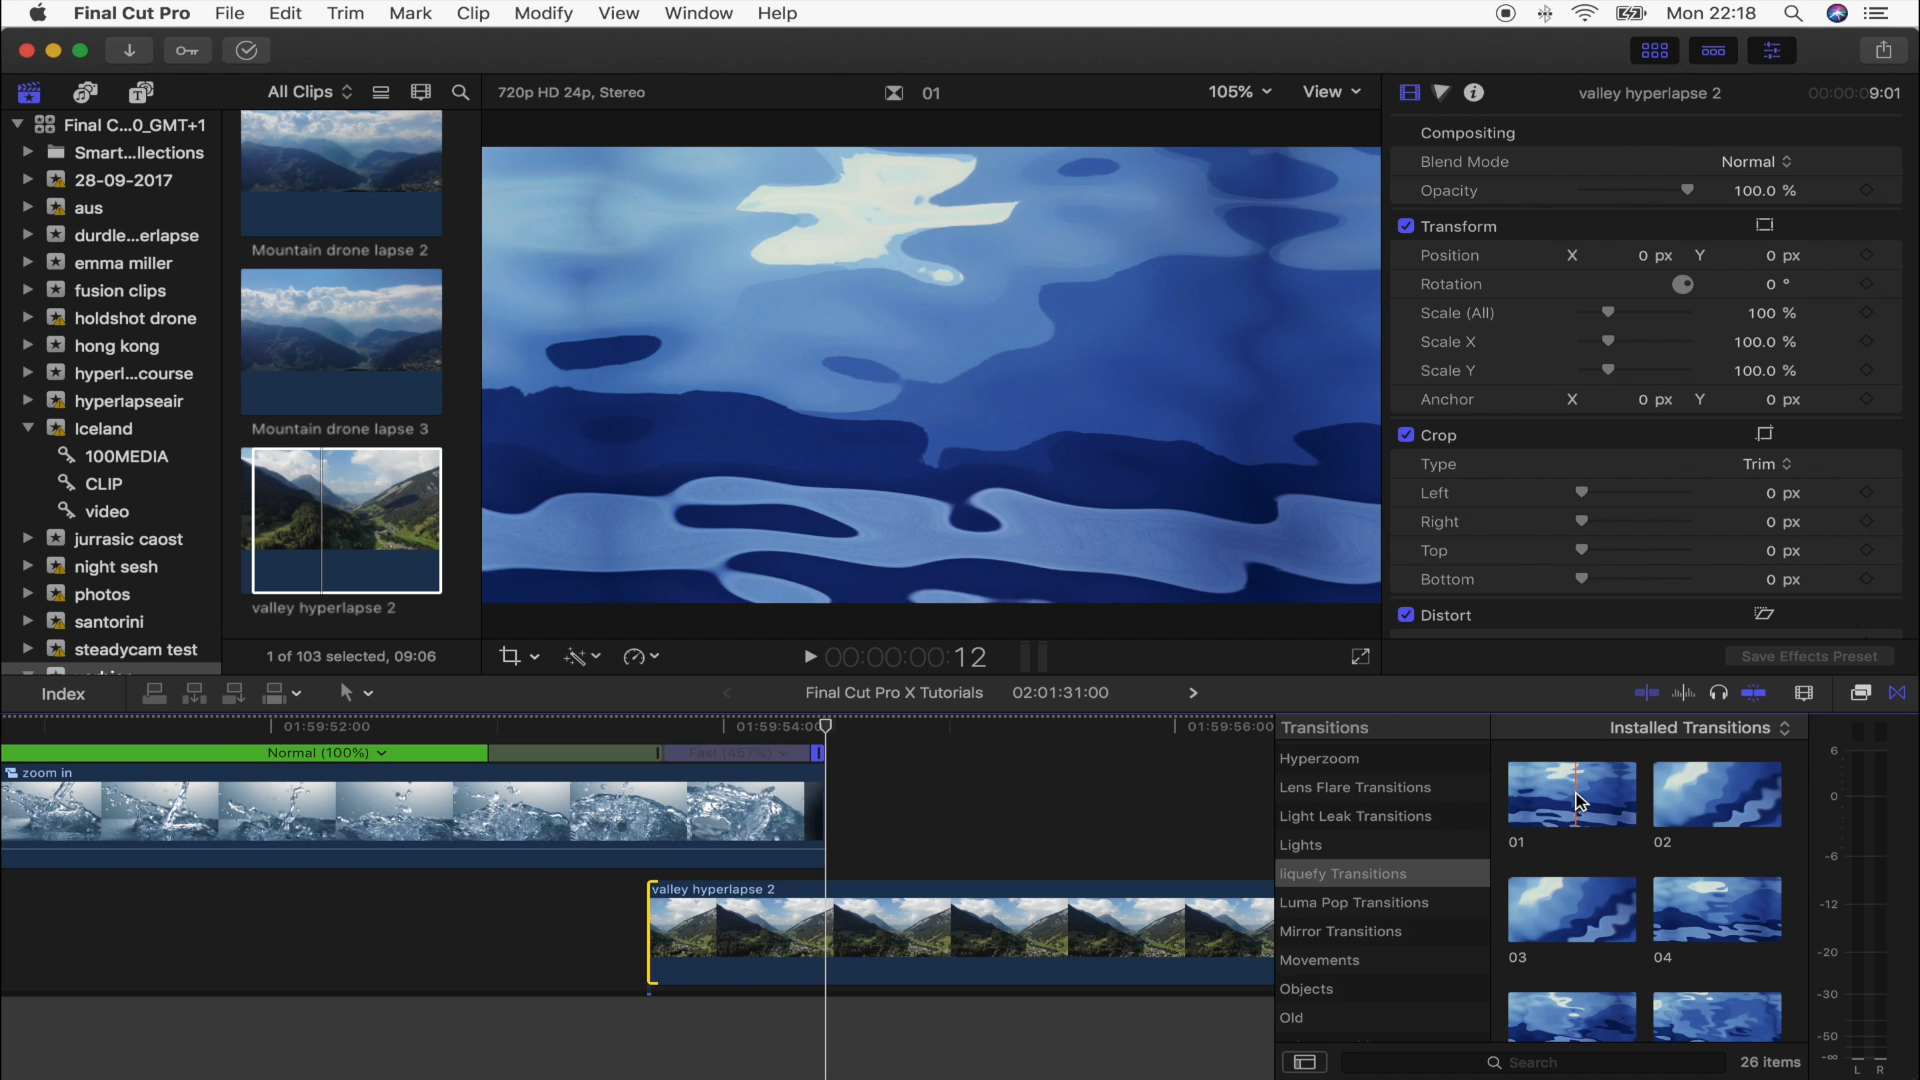 Final Cut Pro File Edit Trim Mark Clip Modify View Window Help Mon 22:18
All Clips
720p HD 24p, Stereo
01
105%
View
valley hyperlapse 2
00:00:09:01
Final C...0_GMT+1
Smart...llections
28-09-2017
aus
durdle...erlapse
emma miller
fusion clips
holdshot drone
hong kong
hyperl...course
hyperlapseair
Iceland
100MEDIA
CLIP
video
jurrasic caost
night sesh
photos
santorini
steadycam test
Mountain drone lapse 2
Mountain drone lapse 3
valley hyperlapse 2
1 of 103 selected, 09:06
00:00:00:12
Compositing
Blend Mode Normal
Opacity 100.0 %
Transform
Position X 0 px Y 0 px
Rotation 0 °
Scale (All) 100 %
Scale X 100.0 %
Scale Y 100.0 %
Anchor X 0 px Y 0 px
Crop
Type Trim
Left 0 px
Right 0 px
Top 0 px
Bottom 0 px
Distort
Save Effects Preset
Index
Final Cut Pro X Tutorials 02:01:31:00
01:59:52:00 01:59:54:00 01:59:56:00
Normal (100%) Fast (457%)
zoom in
valley hyperlapse 2
Transitions
Installed Transitions
Hyperzoom
Lens Flare Transitions
Light Leak Transitions
Lights
liquefy Transitions
Luma Pop Transitions
Mirror Transitions
Movements
Objects
Old
01 02
03 04
Search
26 items
6
0
-6
-12
-20
-30
-50
-∞
L R